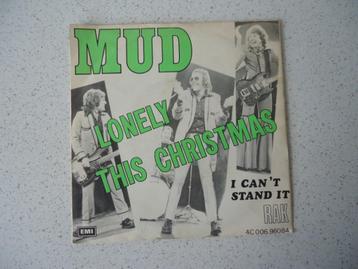 MUD
LONELY
THIS CHRISTMAS
I CAN'T
STAND IT
RAK
EMI
4C 006.96084